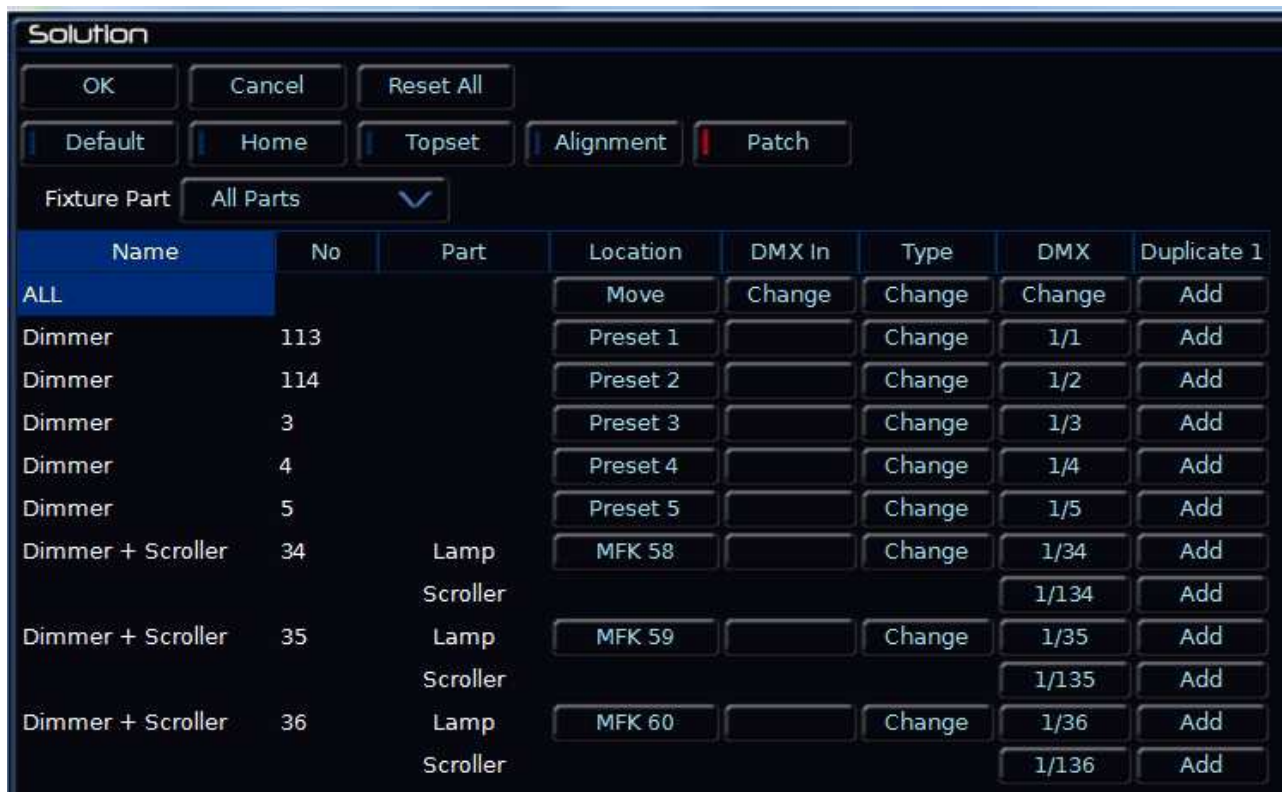 Solution
OK Cancel Reset All
Default Home Topset Alignment Patch
Fixture Part All Parts
Name No Part Location DMX In Type DMX Duplicate 1
ALL Move Change Change Change Add
Dimmer 113 Preset 1 Change 1/1 Add
Dimmer 114 Preset 2 Change 1/2 Add
Dimmer 3 Preset 3 Change 1/3 Add
Dimmer 4 Preset 4 Change 1/4 Add
Dimmer 5 Preset 5 Change 1/5 Add
Dimmer + Scroller 34 Lamp MFK 58 Change 1/34 Add
Scroller 1/134 Add
Dimmer + Scroller 35 Lamp MFK 59 Change 1/35 Add
Scroller 1/135 Add
Dimmer + Scroller 36 Lamp MFK 60 Change 1/36 Add
Scroller 1/136 Add